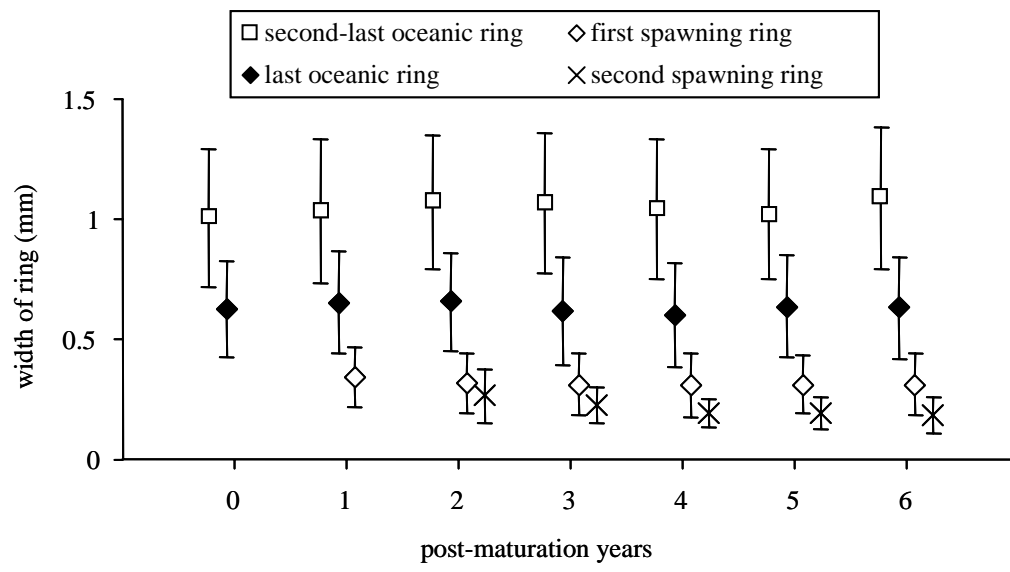 second-last oceanic ring first spawning ring
last oceanic ring second spawning ring
1.5
1
0.5
0
width of ring (mm)
0 1 2 3 4 5 6
post-maturation years